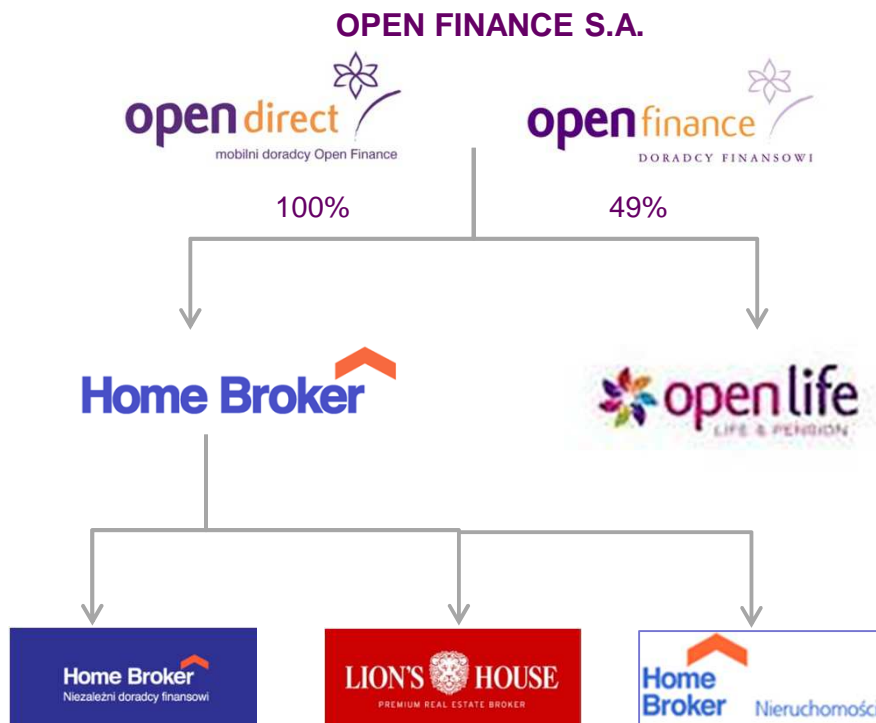 OPEN FINANCE S.A.
open direct
mobilni doradcy Open Finance
open finance
DORADCY FINANSOWI
100%
49%
Home Broker
open life
LIFE & PENSION
Home Broker
Niezależni doradcy finansowi
LION'S HOUSE
PREMIUM REAL ESTATE BROKER
Home
Broker Nieruchomości